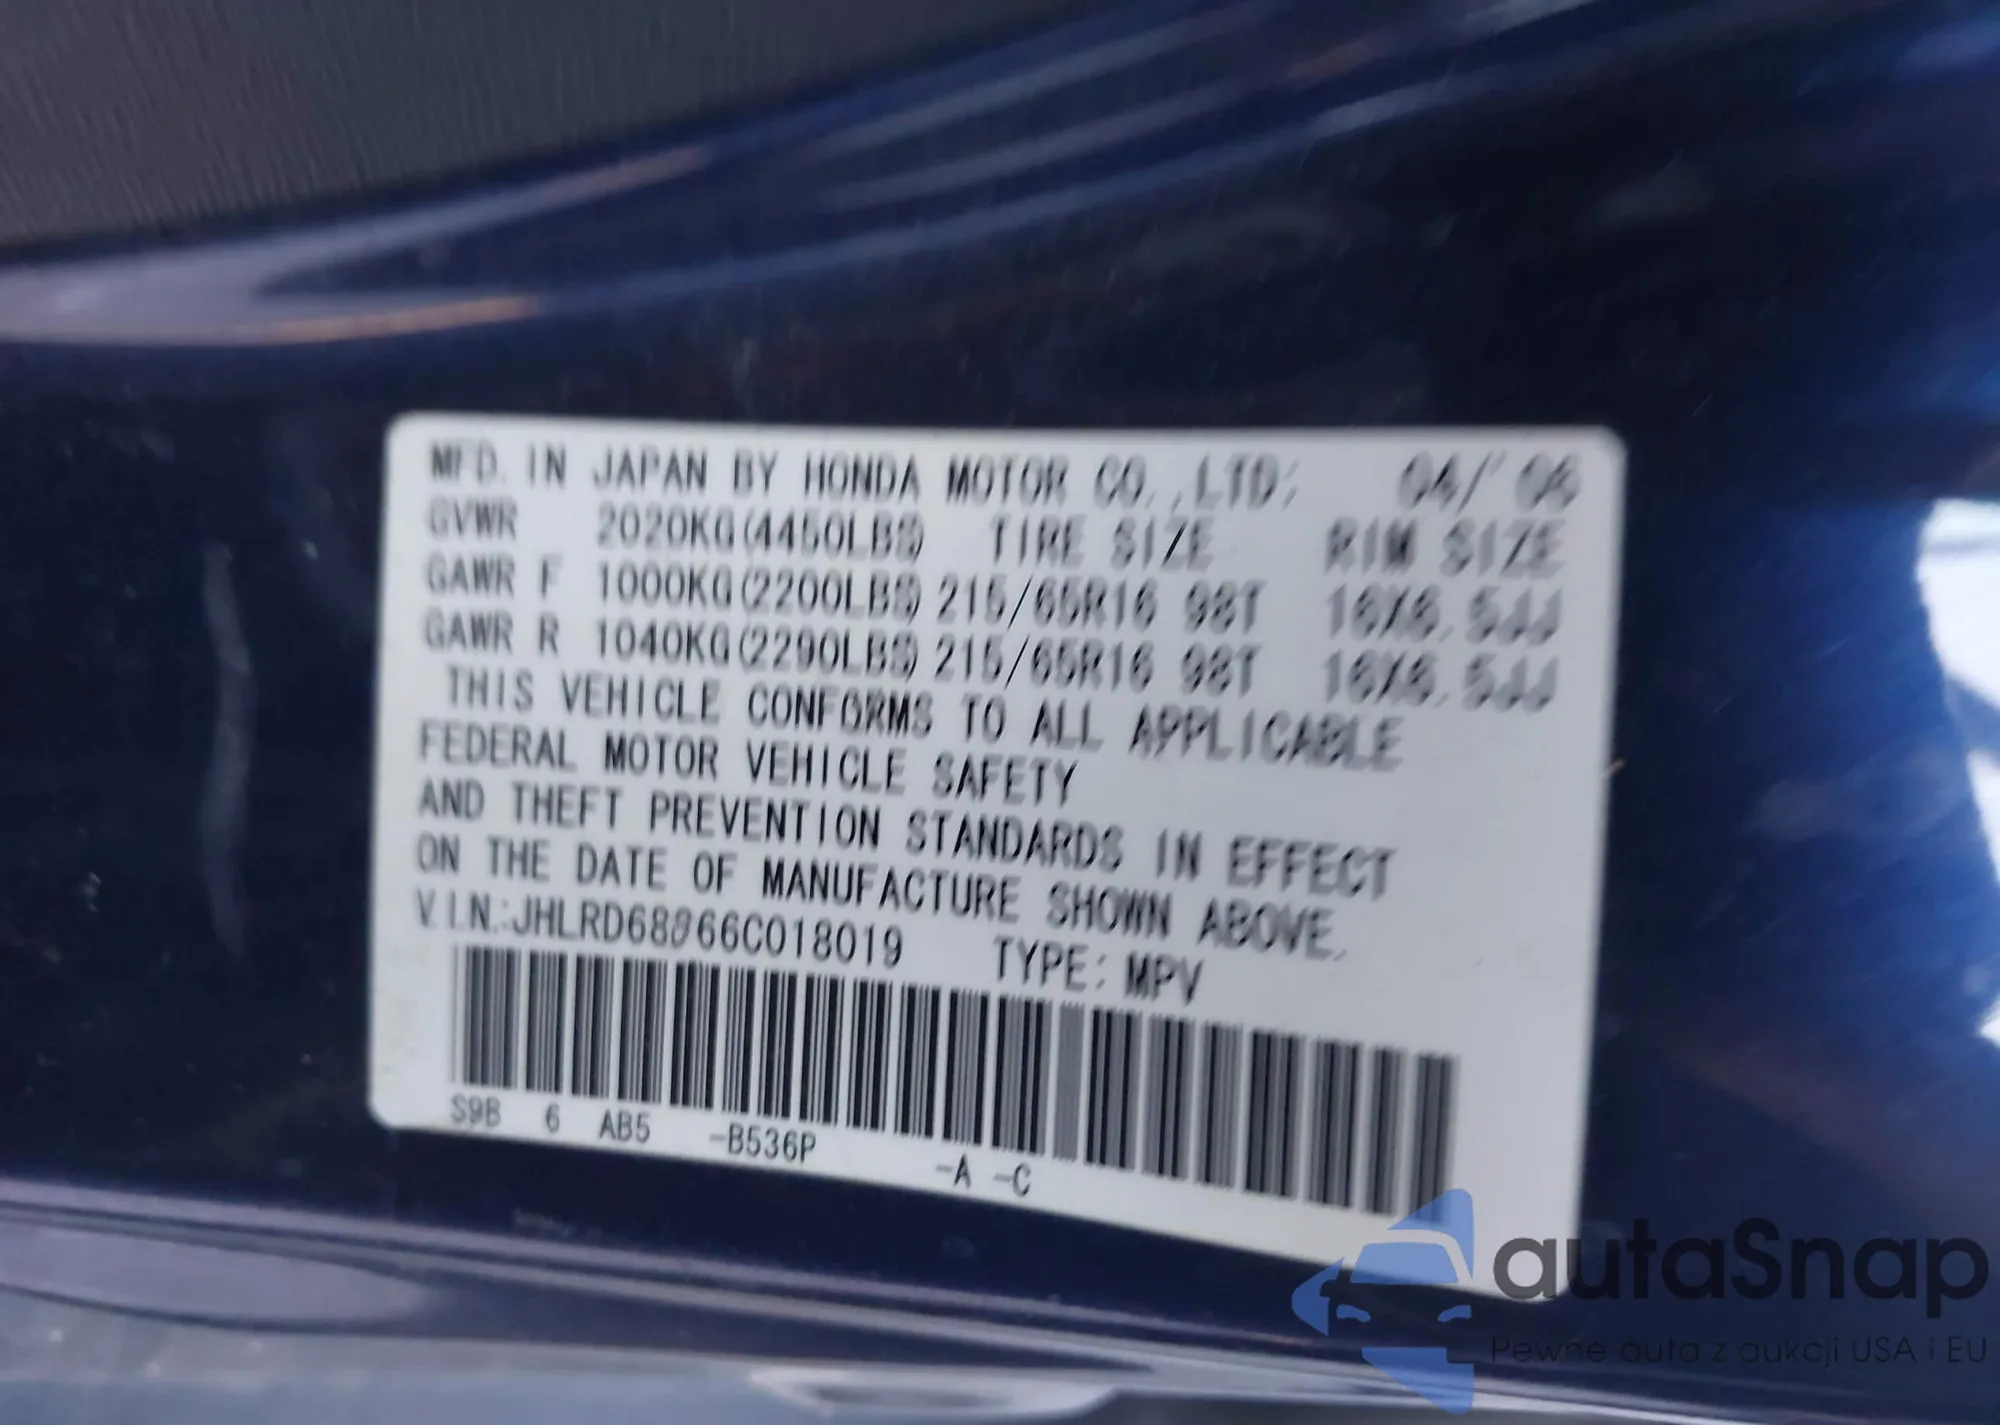 MFD. IN JAPAN BY HONDA MOTOR CO.,LTD; 04/'06
GVWR 2020KG(4450LBS) TIRE SIZE RIM SIZE
GAWR F 1000KG(2200LBS) 215/65R16 98T 16X6.5JJ
GAWR R 1040KG(2290LBS) 215/65R16 98T 16X6.5JJ
THIS VEHICLE CONFORMS TO ALL APPLICABLE
FEDERAL MOTOR VEHICLE SAFETY
AND THEFT PREVENTION STANDARDS IN EFFECT
ON THE DATE OF MANUFACTURE SHOWN ABOVE.
V.I.N.:JHLRD68866C018019 TYPE: MPV
S9B 6 AB5 -B536P -A -C
autaSnap
Pewne auta z aukcji USA i EU